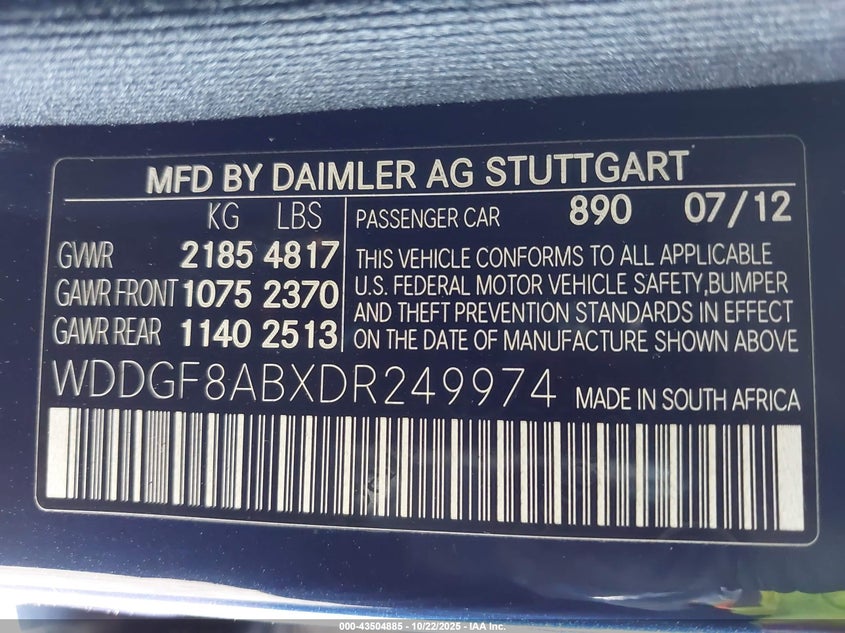 MFD BY DAIMLER AG STUTTGART
KG LBS
GVWR 2185 4817
GAWR FRONT 1075 2370
GAWR REAR 1140 2513
PASSENGER CAR 890 07/12
THIS VEHICLE CONFORMS TO ALL APPLICABLE
U.S. FEDERAL MOTOR VEHICLE SAFETY,BUMPER
AND THEFT PREVENTION STANDARDS IN EFFECT
ON THE DATE OF MANUFACTURE SHOWN ABOVE
WDDGF8ABXDR249974 MADE IN SOUTH AFRICA
000-43504885 - 10/22/2025 - IAA Inc.